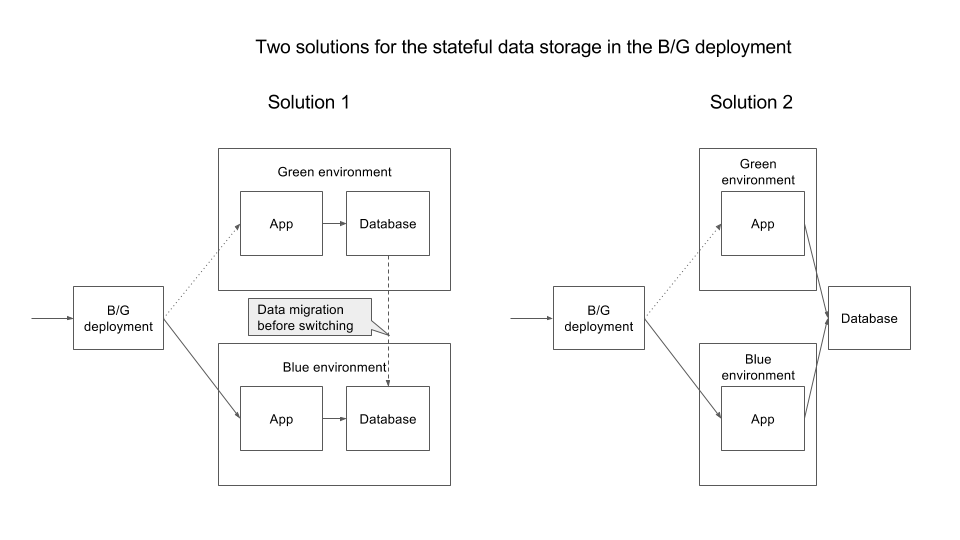 Two solutions for the stateful data storage in the B/G deployment
Solution 1
Green environment
App
Database
B/G
deployment
Data migration
before switching
Blue environment
App
Database
Solution 2
Green
environment
App
B/G
deployment
Database
Blue
environment
App